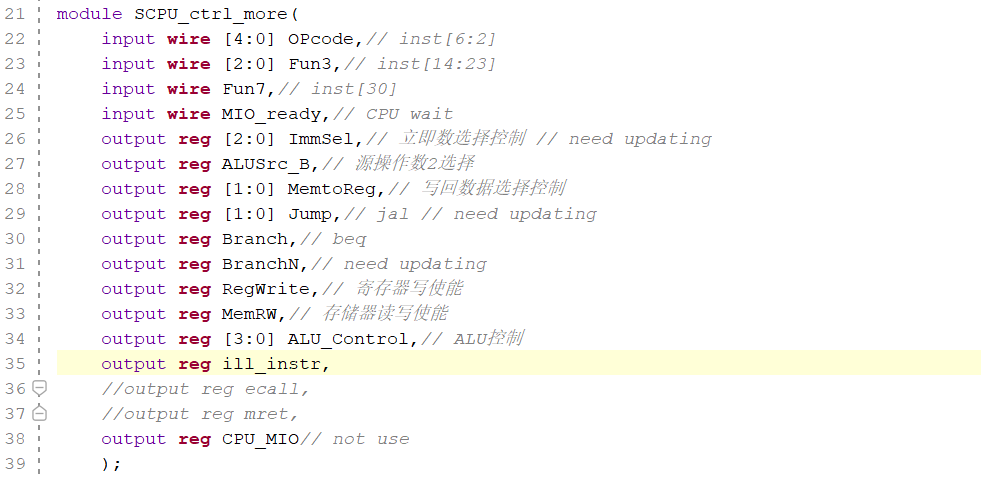 21 module SCPU_ctrl_more(
22 input wire [4:0] OPcode,// inst[6:2]
23 input wire [2:0] Fun3,// inst[14:23]
24 input wire Fun7,// inst[30]
25 input wire MIO_ready,// CPU wait
26 output reg [2:0] ImmSel,// 立即数选择控制 // need updating
27 output reg ALUSrc_B,// 源操作数2选择
28 output reg [1:0] MemtoReg,// 写回数据选择控制
29 output reg [1:0] Jump,// jal // need updating
30 output reg Branch,// beq
31 output reg BranchN,// need updating
32 output reg RegWrite,// 寄存器写使能
33 output reg MemRW,// 存储器读写使能
34 output reg [3:0] ALU_Control,// ALU控制
35 output reg ill_instr,
36 //output reg ecall,
37 //output reg mret,
38 output reg CPU_MIO// not use
39 );